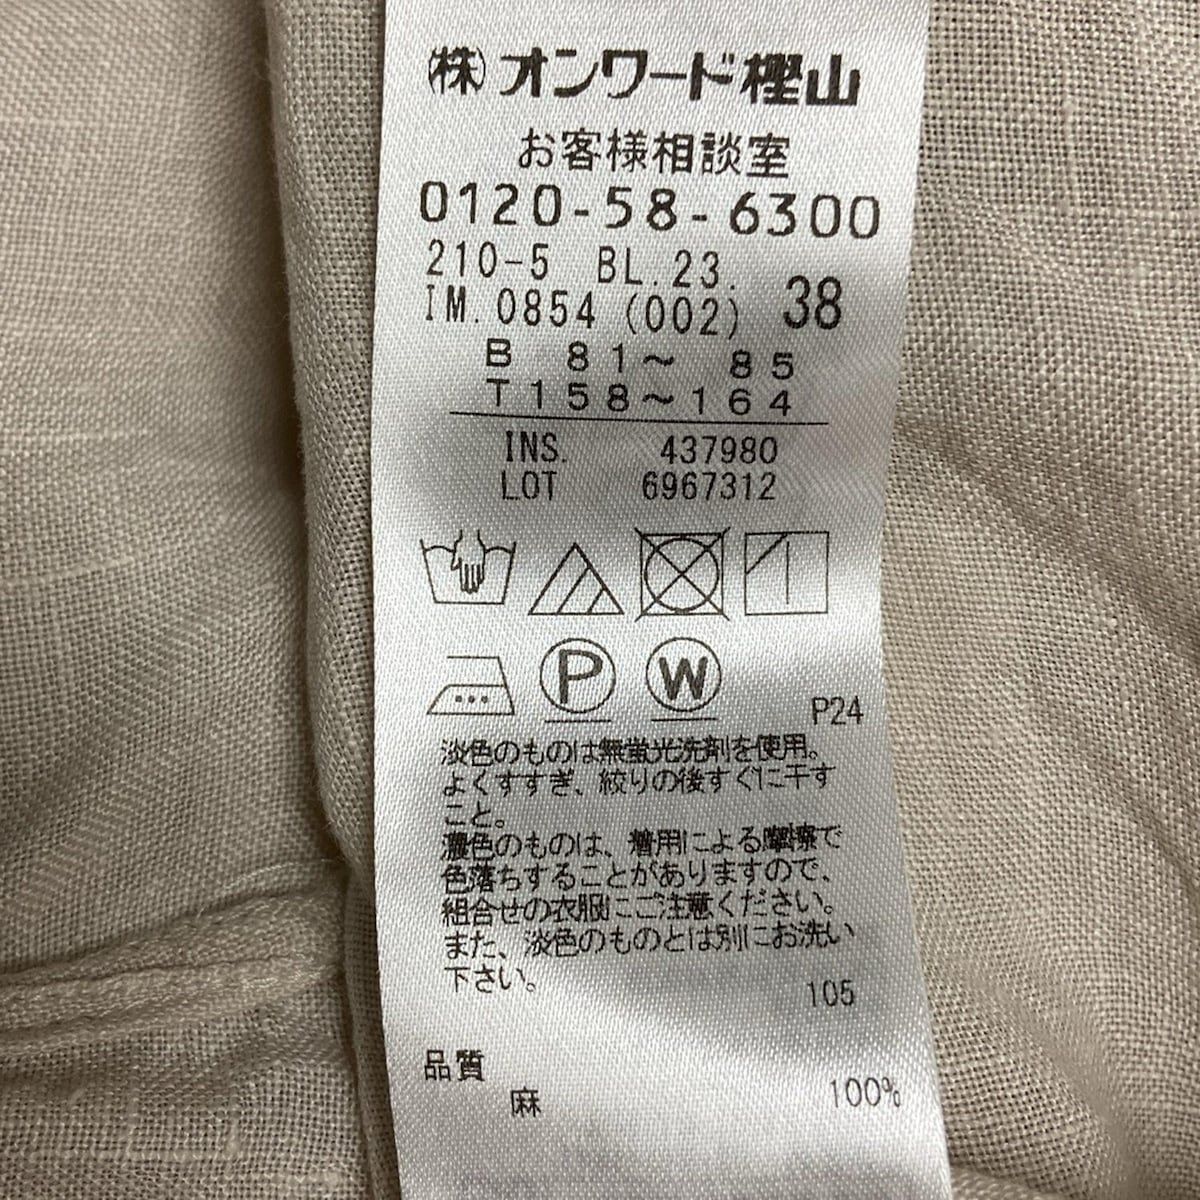 ㈱オンワード樫山
お客様相談室
0120-58-6300
210-5 BL.23.
IM.0854 (002) 38
B 81～ 85
T158～164
INS. 437980
LOT 6967312
P W
P24
淡色のものは無蛍光洗剤を使用。
よくすすぎ、絞りの後すぐに干す
こと。
濃色のものは、着用による摩擦で
色落ちすることがありますので、
組合せの衣服にご注意ください。
また、淡色のものとは別にお洗い
下さい。
105
品質
麻 100%